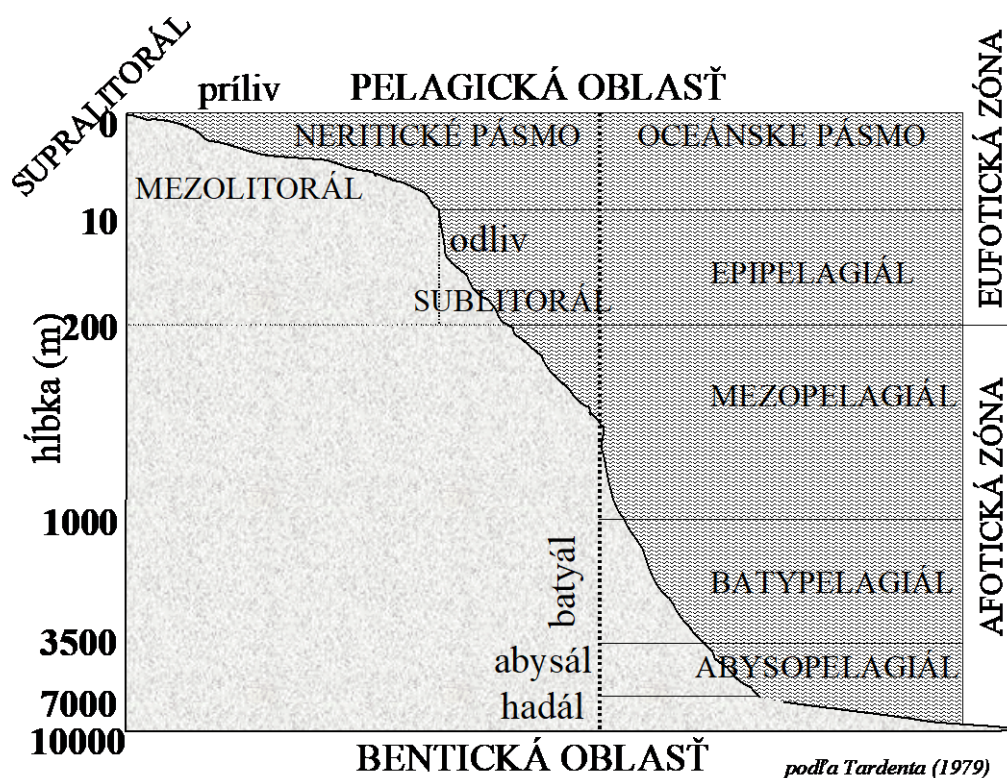 SUPRALITORÁL
príliv
PELAGICKÁ OBLASŤ
0
NERITICKÉ PÁSMO
OCEÁNSKE PÁSMO
MEZOLITORÁL
10
odliv
EPIPELAGIÁL
EUFOTICKÁ ZÓNA
SUBLITORÁL
200
hĺbka (m)
MEZOPELAGIÁL
1000
batyál
BATYPELAGIÁL
AFOTICKÁ ZÓNA
3500
abysál
ABYSOPELAGIÁL
7000
hadál
10000
BENTICKÁ OBLASŤ
podľa Tardenta (1979)